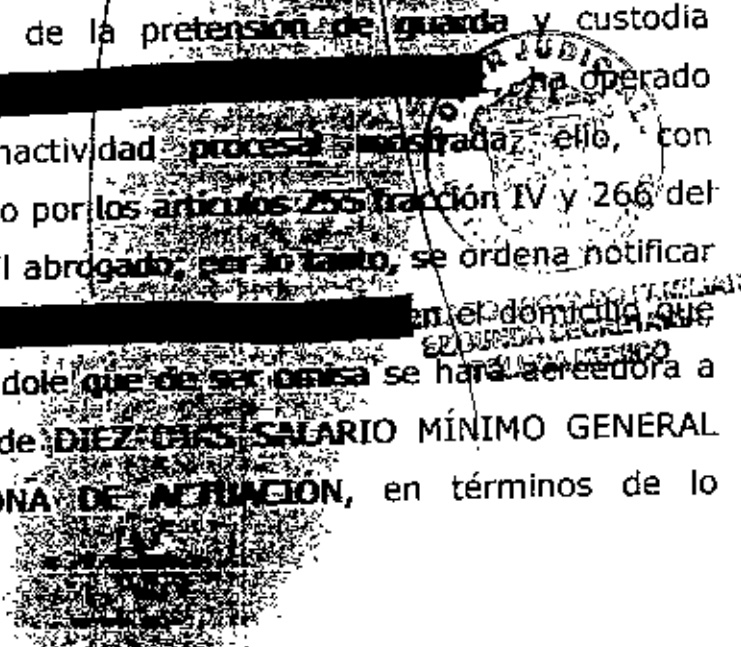 de la pretensión de guarda y custodia
ha operado
nactividad procesal mostrada, ello, con
o por los artículos 255 fracción IV y 266 del
l abrogado, por lo tanto, se ordena notificar
en el domicilio que
dole que de ser omisa se hará acreedora a
de DIEZ DÍAS SALARIO MÍNIMO GENERAL
ONA DE ACTUACIÓN, en términos de lo